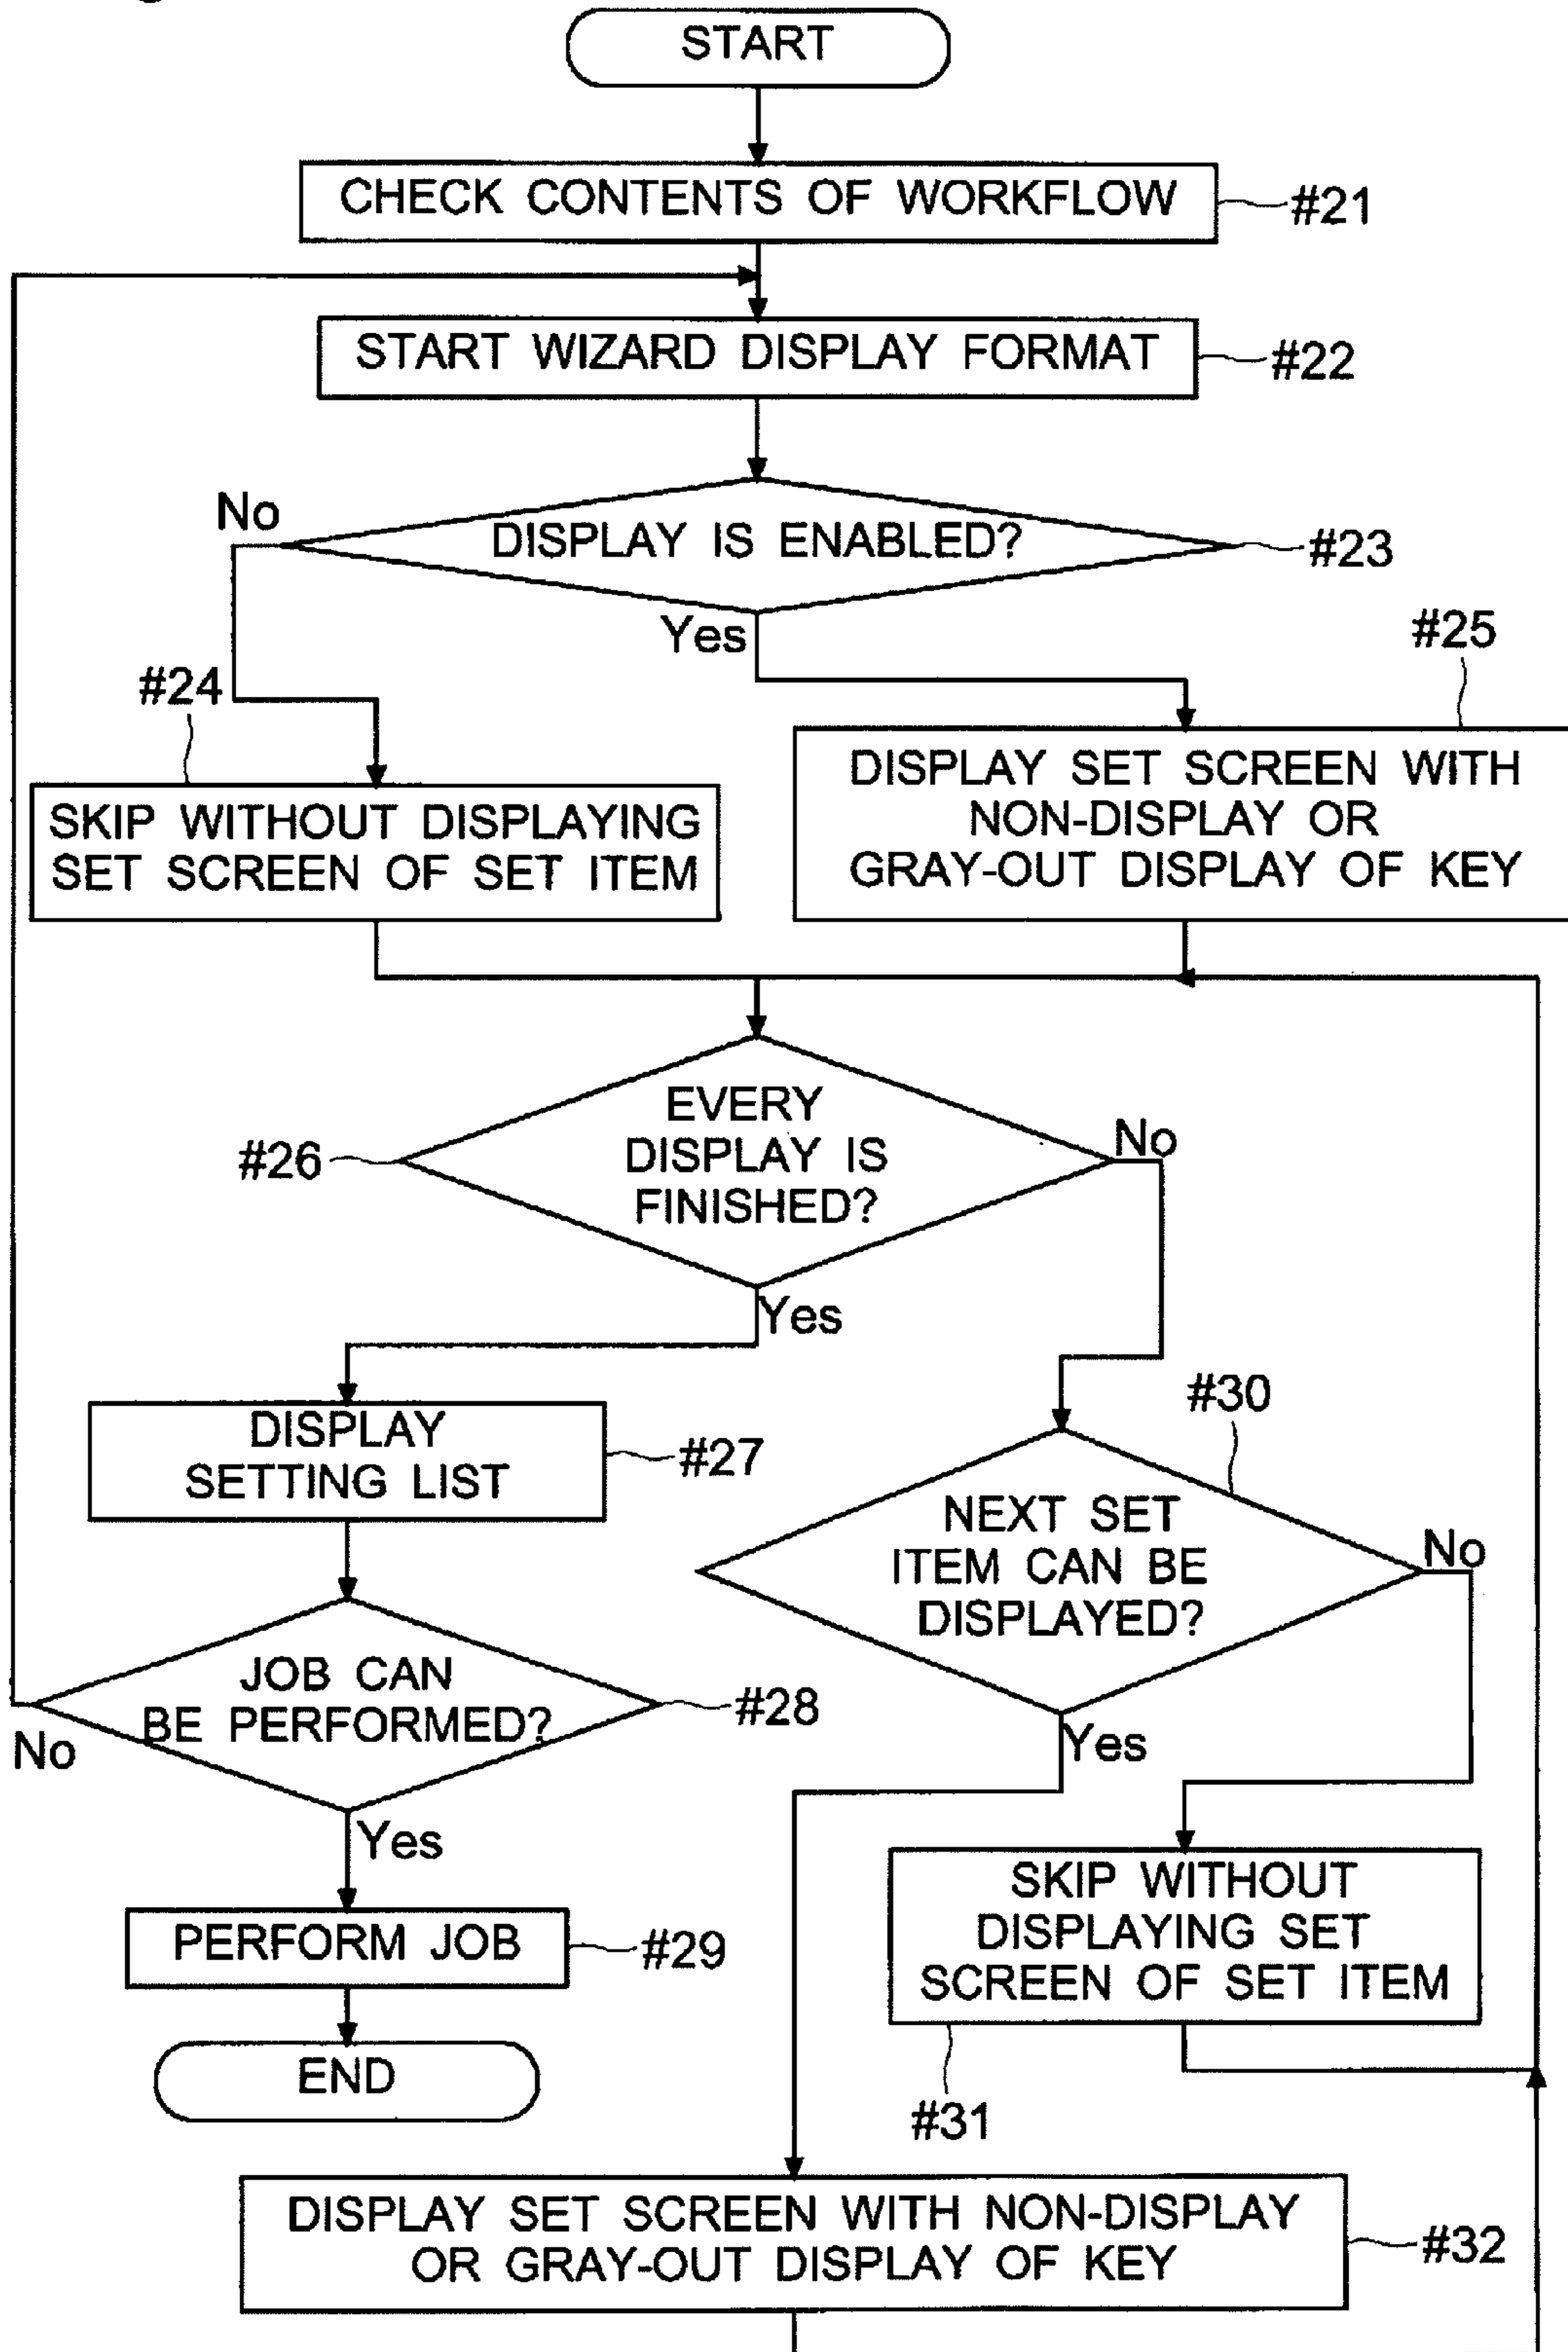 START
CHECK CONTENTS OF WORKFLOW
#21
START WIZARD DISPLAY FORMAT
#22
No
DISPLAY IS ENABLED?
#23
Yes
#25
#24
DISPLAY SET SCREEN WITH
NON-DISPLAY OR
GRAY-OUT DISPLAY OF KEY
SKIP WITHOUT DISPLAYING
SET SCREEN OF SET ITEM
EVERY
DISPLAY IS
FINISHED?
#26
No
Yes
DISPLAY
SETTING LIST
#27
#30
NEXT SET
ITEM CAN BE
DISPLAYED?
No
JOB CAN
BE PERFORMED?
#28
No
Yes
Yes
PERFORM JOB
#29
SKIP WITHOUT
DISPLAYING SET
SCREEN OF SET ITEM
END
#31
DISPLAY SET SCREEN WITH NON-DISPLAY
OR GRAY-OUT DISPLAY OF KEY
#32